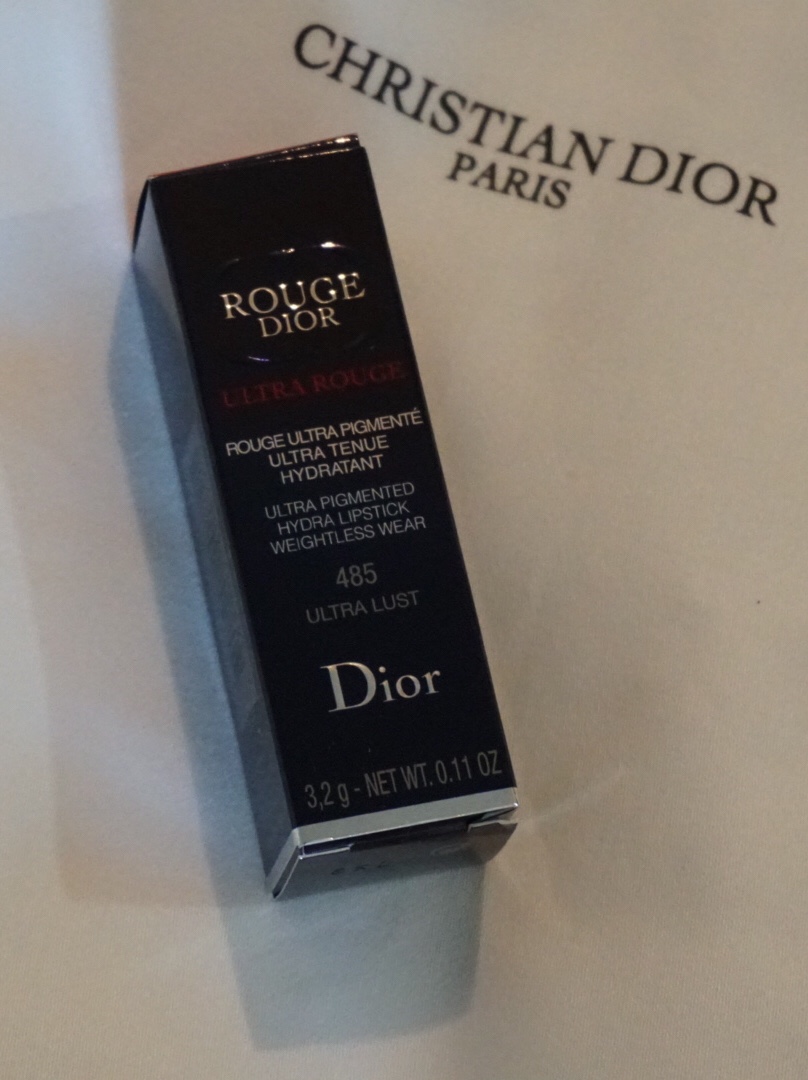 CHRISTIAN DIOR
PARIS
ROUGE
DIOR
ULTRA ROUGE
ROUGE ULTRA PIGMENTÉ
ULTRA TENUE
HYDRATANT
ULTRA PIGMENTED
HYDRA LIPSTICK
WEIGHTLESS WEAR
485
ULTRA LUST
Dior
3,2 g - NET WT. 0.11 OZ